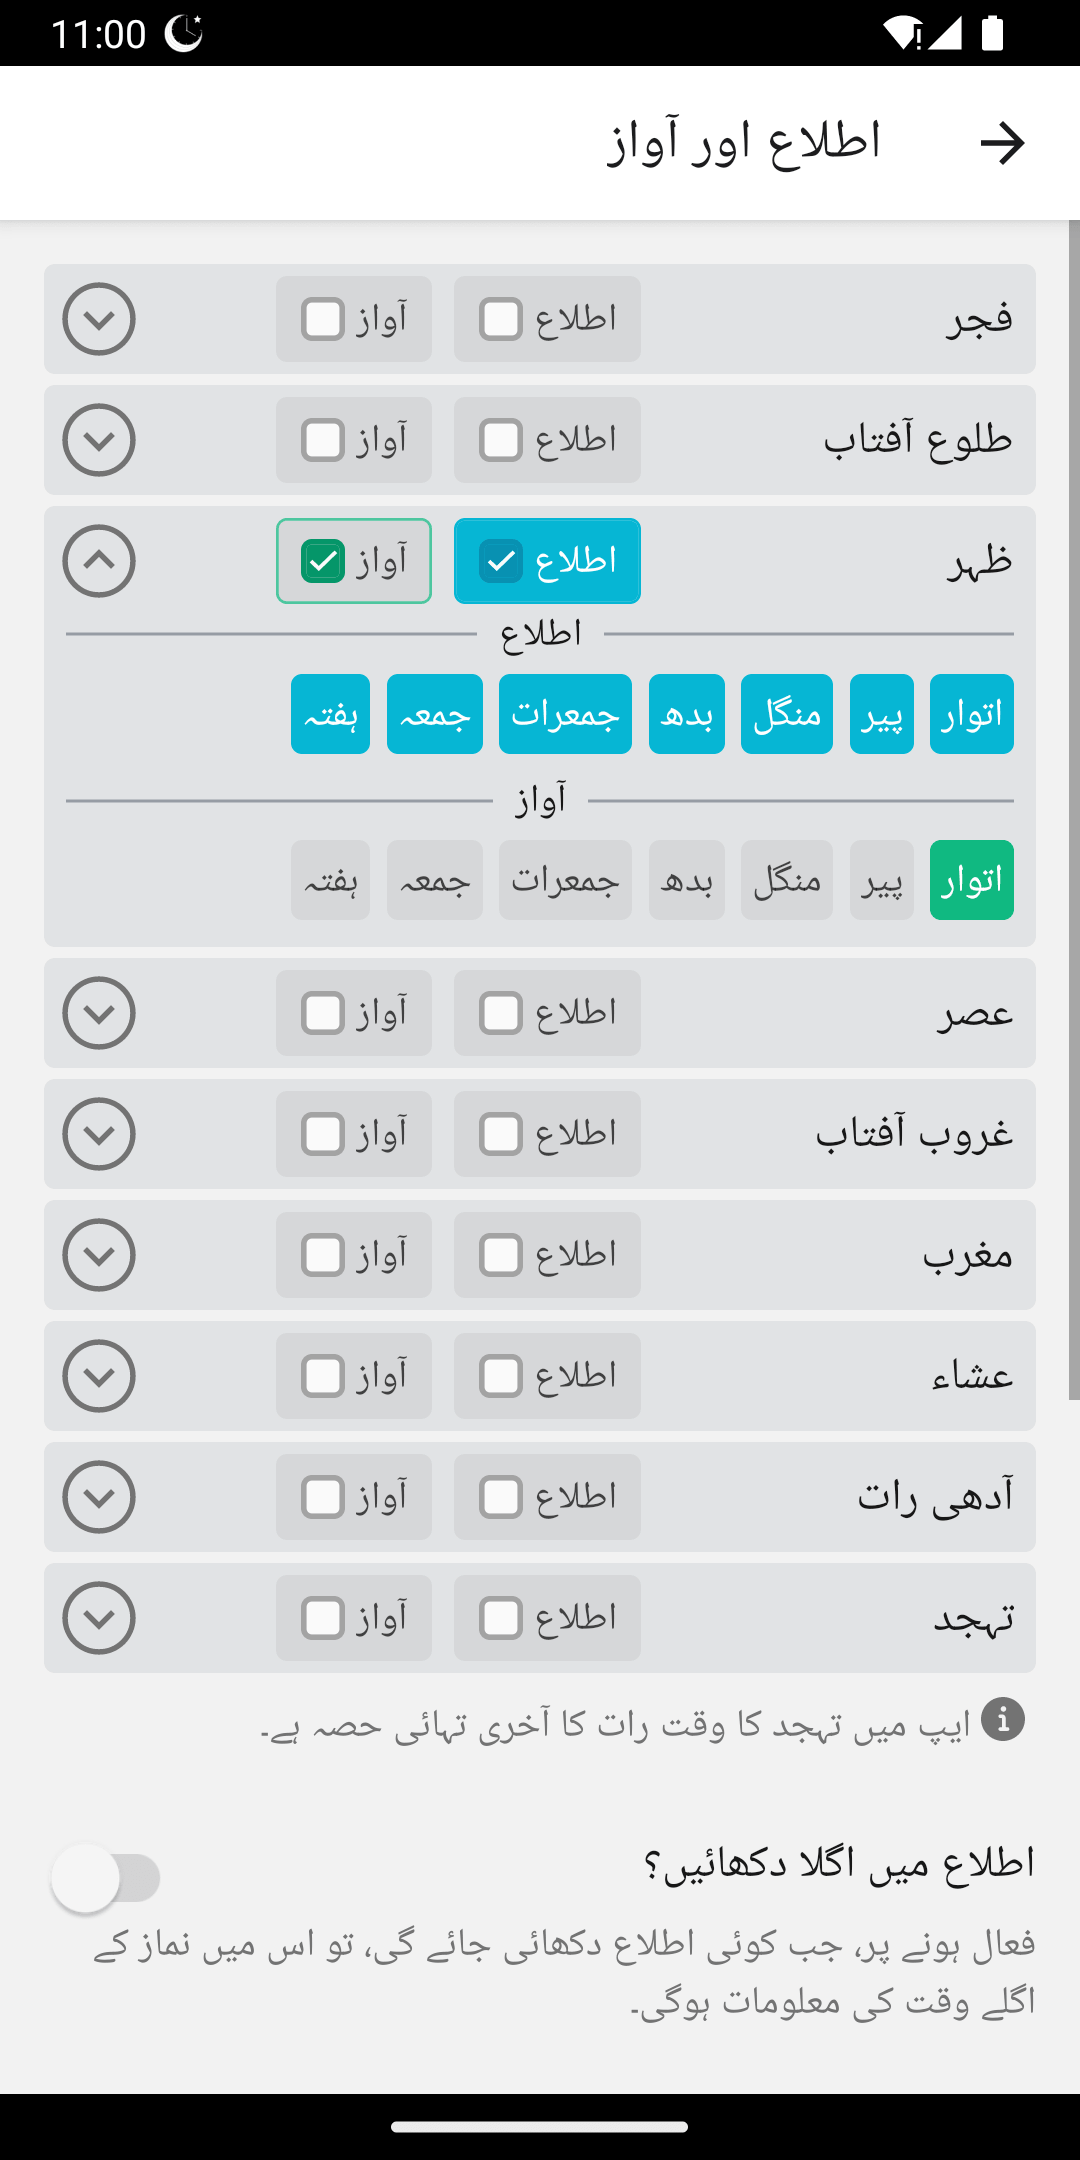 11:00
اطلاع اور آواز
فجر اطلاع آواز
طلوع آفتاب اطلاع آواز
ظہر اطلاع آواز
اطلاع
اتوار پیر منگل بدھ جمعرات جمعہ ہفتہ
آواز
اتوار پیر منگل بدھ جمعرات جمعہ ہفتہ
عصر اطلاع آواز
غروب آفتاب اطلاع آواز
مغرب اطلاع آواز
عشاء اطلاع آواز
آدھی رات اطلاع آواز
تہجد اطلاع آواز
ایپ میں تہجد کا وقت رات کا آخری تہائی حصہ ہے۔
اطلاع میں اگلا دکھائیں؟
فعال ہونے پر، جب کوئی اطلاع دکھائی جائے گی، تو اس میں نماز کے
اگلے وقت کی معلومات ہوگی۔